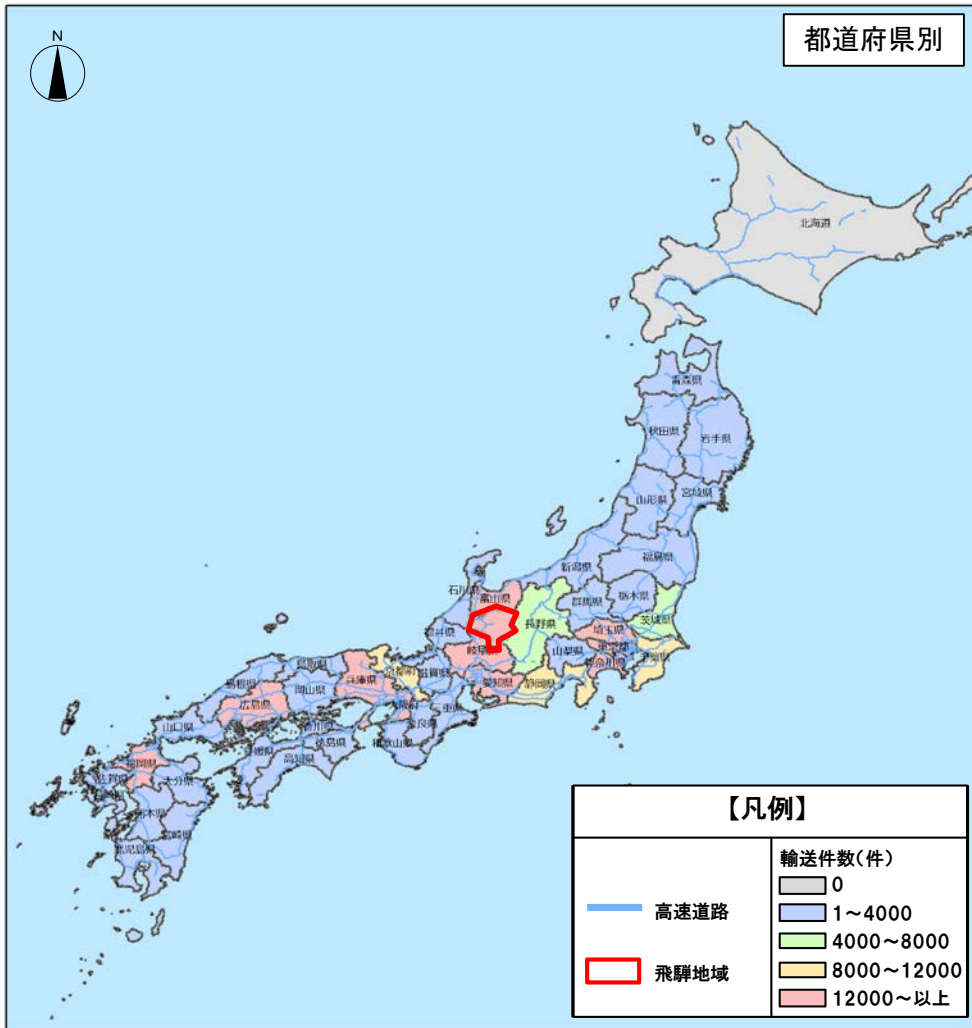 都道府県別
N
北海道
青森県
秋田県
岩手県
山形県
宮城県
福島県
新潟県
石川県
富山県
群馬県
栃木県
茨城県
長野県
埼玉県
東京都
千葉県
神奈川県
山梨県
福井県
岐阜県
愛知県
静岡県
滋賀県
京都府
兵庫県
大阪府
三重県
奈良県
和歌山県
鳥取県
島根県
岡山県
広島県
山口県
香川県
徳島県
愛媛県
高知県
福岡県
佐賀県
大分県
熊本県
宮崎県
鹿児島県
【凡例】
輸送件数(件)
0
1~4000
4000~8000
8000~12000
12000~以上
高速道路
飛騨地域